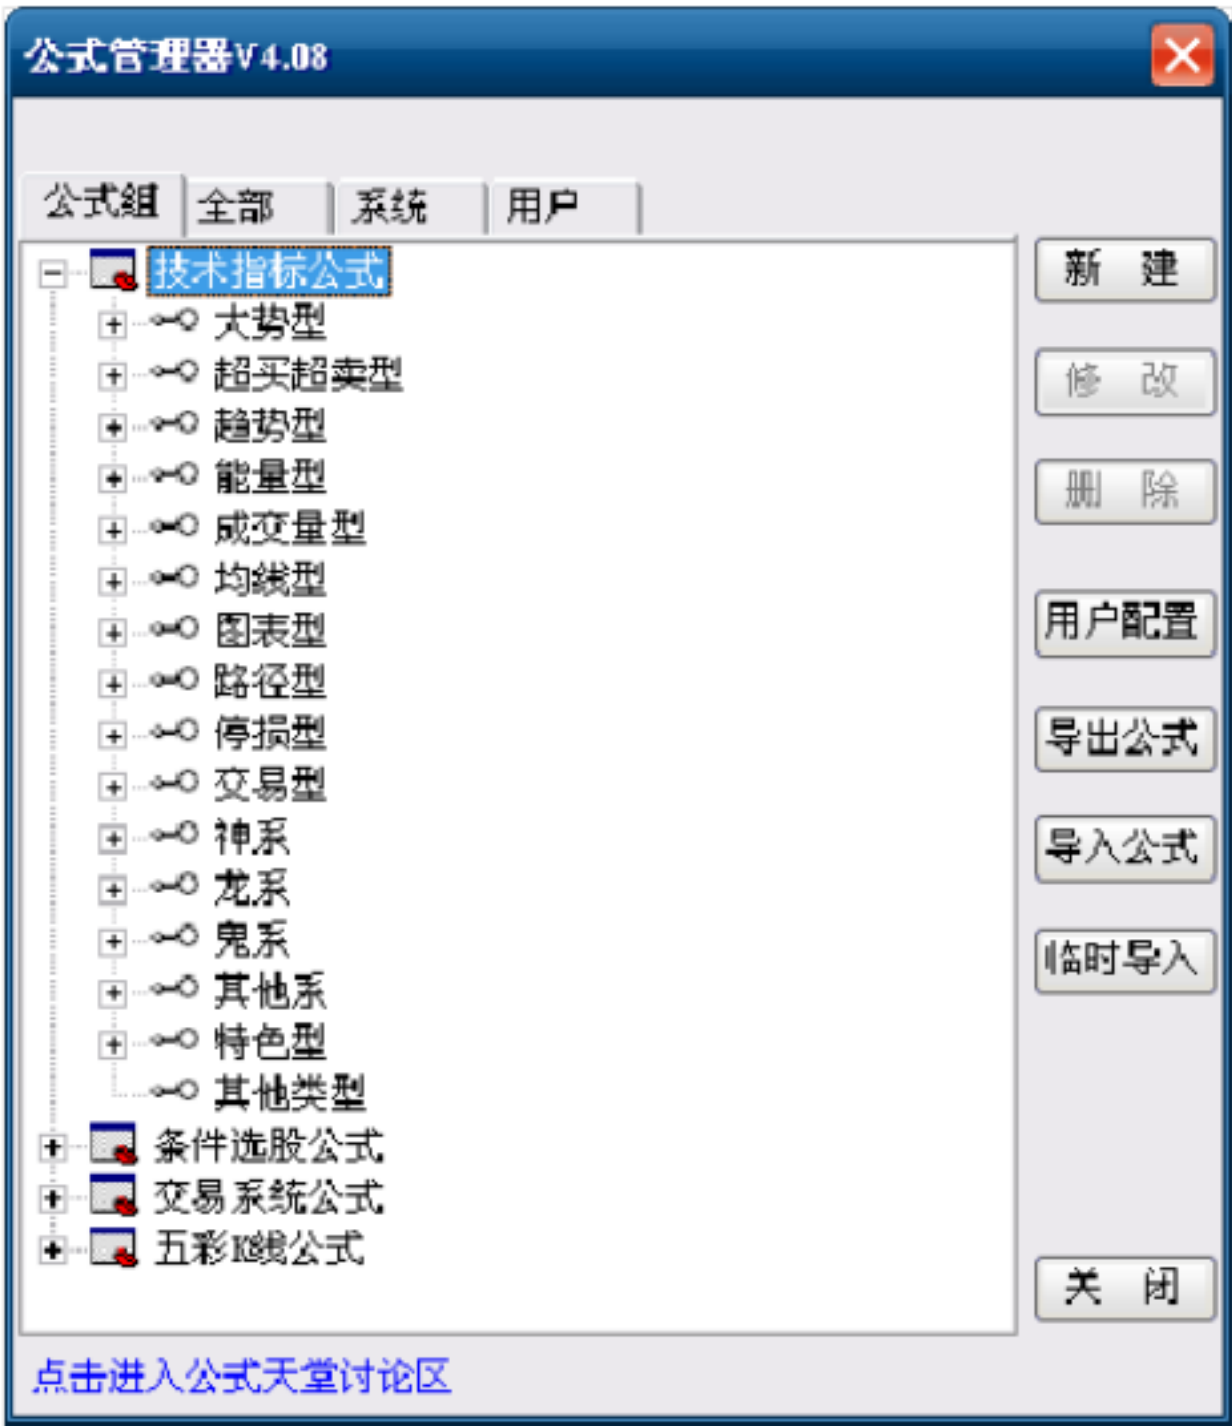 公式管理器V4.08
公式组 全部 系统 用户
技术指标公式
大势型
超买超卖型
趋势型
能量型
成交量型
均线型
图表型
路径型
停损型
交易型
神系
龙系
鬼系
其他系
特色型
其他类型
条件选股公式
交易系统公式
五彩K线公式
新 建
修 改
删 除
用户配置
导出公式
导入公式
临时导入
关 闭
点击进入公式天堂讨论区